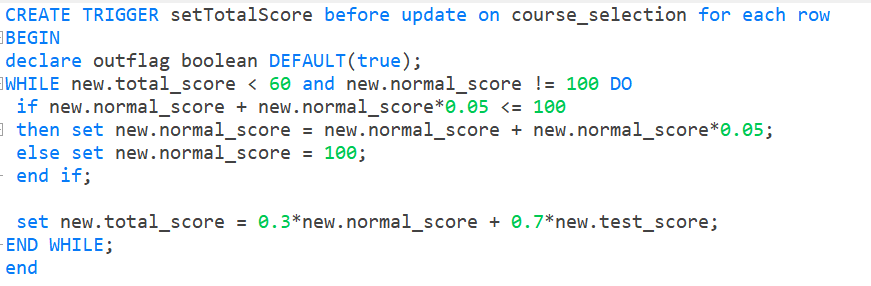 CREATE TRIGGER setTotalScore before update on course_selection for each row
BEGIN
declare outflag boolean DEFAULT(true);
WHILE new.total_score < 60 and new.normal_score != 100 DO
if new.normal_score + new.normal_score*0.05 <= 100
then set new.normal_score = new.normal_score + new.normal_score*0.05;
else set new.normal_score = 100;
end if;
set new.total_score = 0.3*new.normal_score + 0.7*new.test_score;
END WHILE;
end